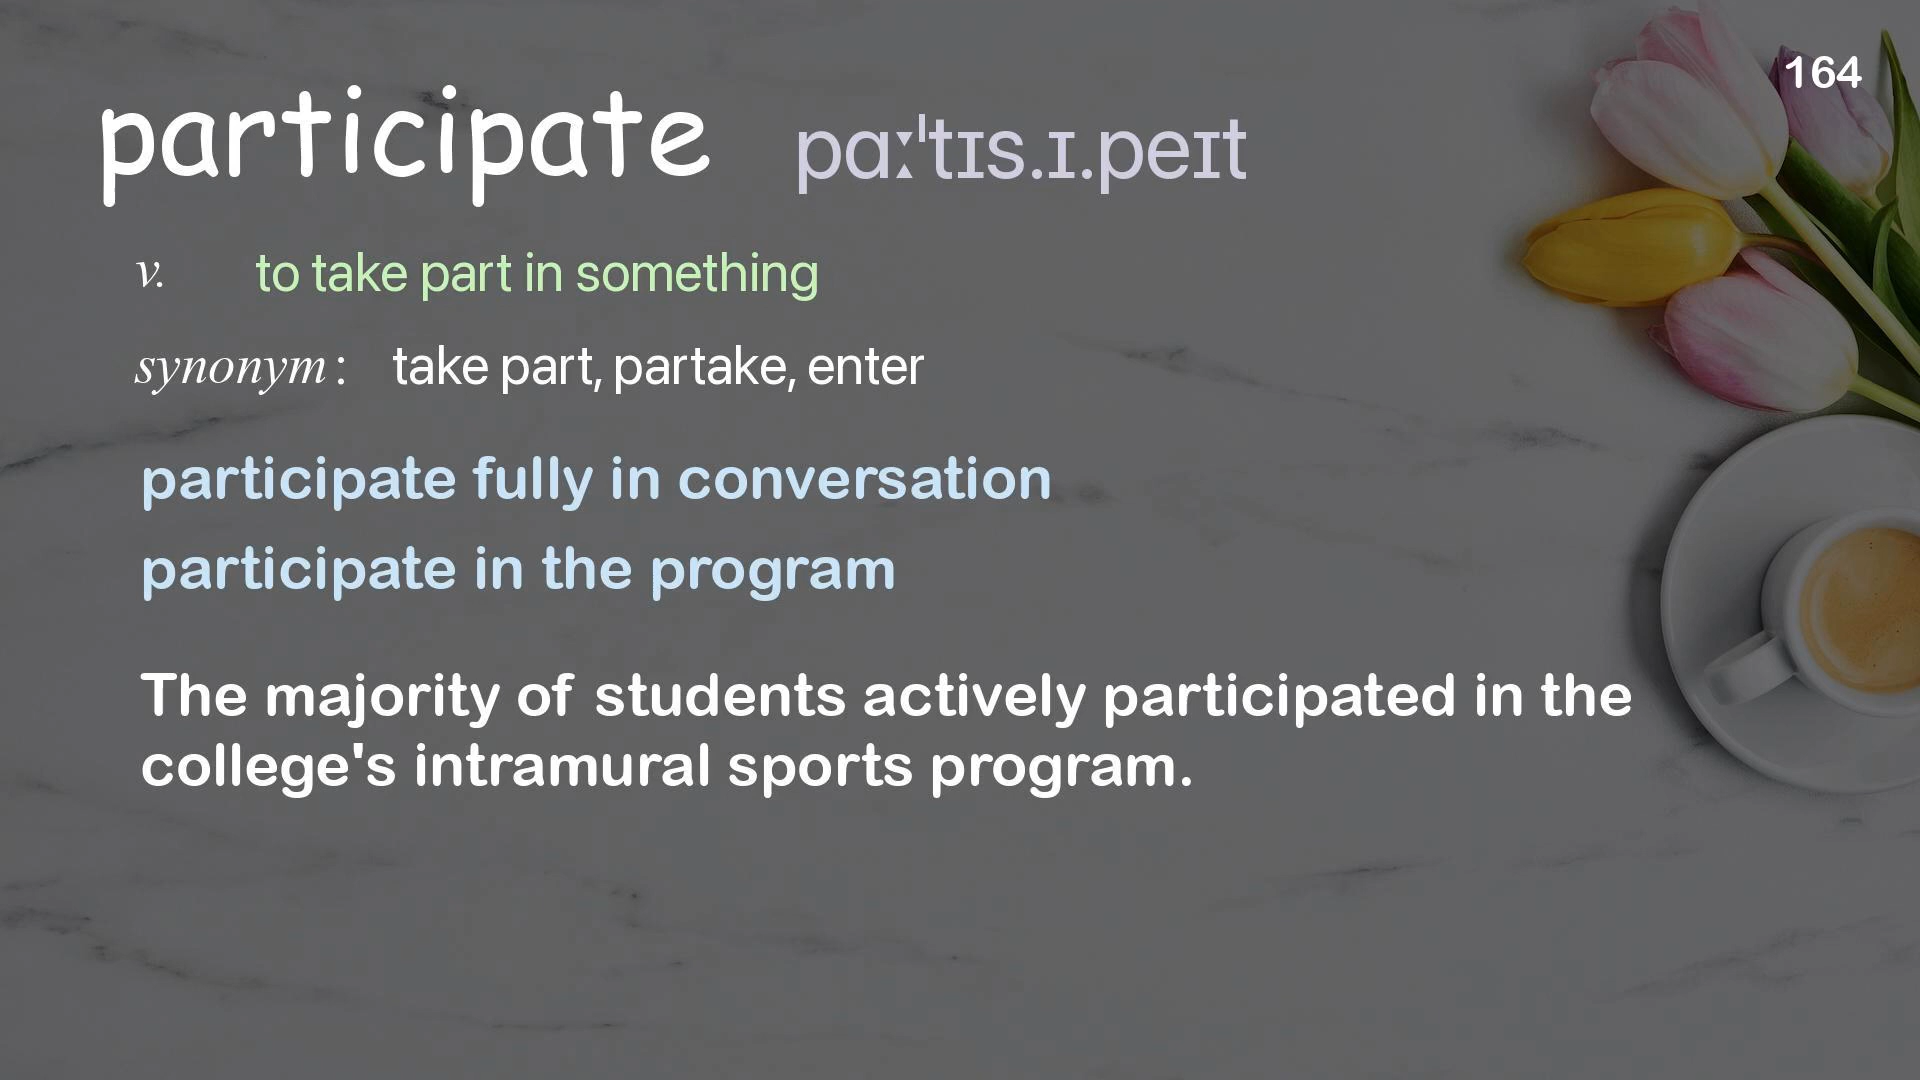 164
participate pɑːˈtɪs.ɪ.peɪt
v. to take part in something
synonym : take part, partake, enter
participate fully in conversation
participate in the program
The majority of students actively participated in the
college's intramural sports program.